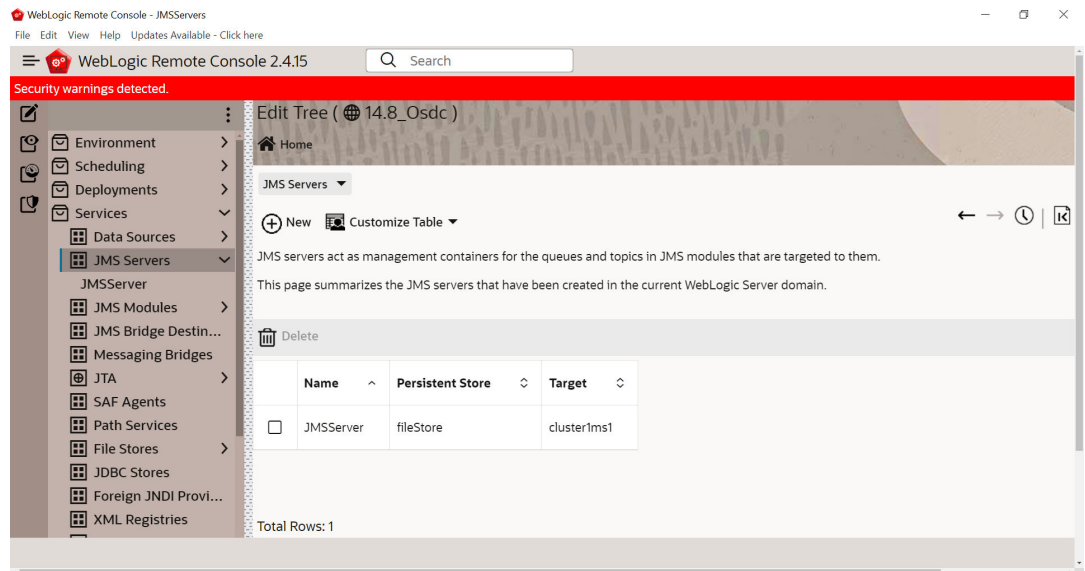 WebLogic Remote Console - JMSServers
File Edit View Help Updates Available - Click here
WebLogic Remote Console 2.4.15
Search
Security warnings detected.
Environment
Scheduling
Deployments
Services
Data Sources
JMS Servers
JMSServer
JMS Modules
JMS Bridge Destin...
Messaging Bridges
JTA
SAF Agents
Path Services
File Stores
JDBC Stores
Foreign JNDI Provi...
XML Registries
Edit Tree ( 14.8_Osdc )
Home
JMS Servers
New Customize Table
JMS servers act as management containers for the queues and topics in JMS modules that are targeted to them.
This page summarizes the JMS servers that have been created in the current WebLogic Server domain.
Delete
Name Persistent Store Target
JMSServer fileStore cluster1ms1
Total Rows: 1